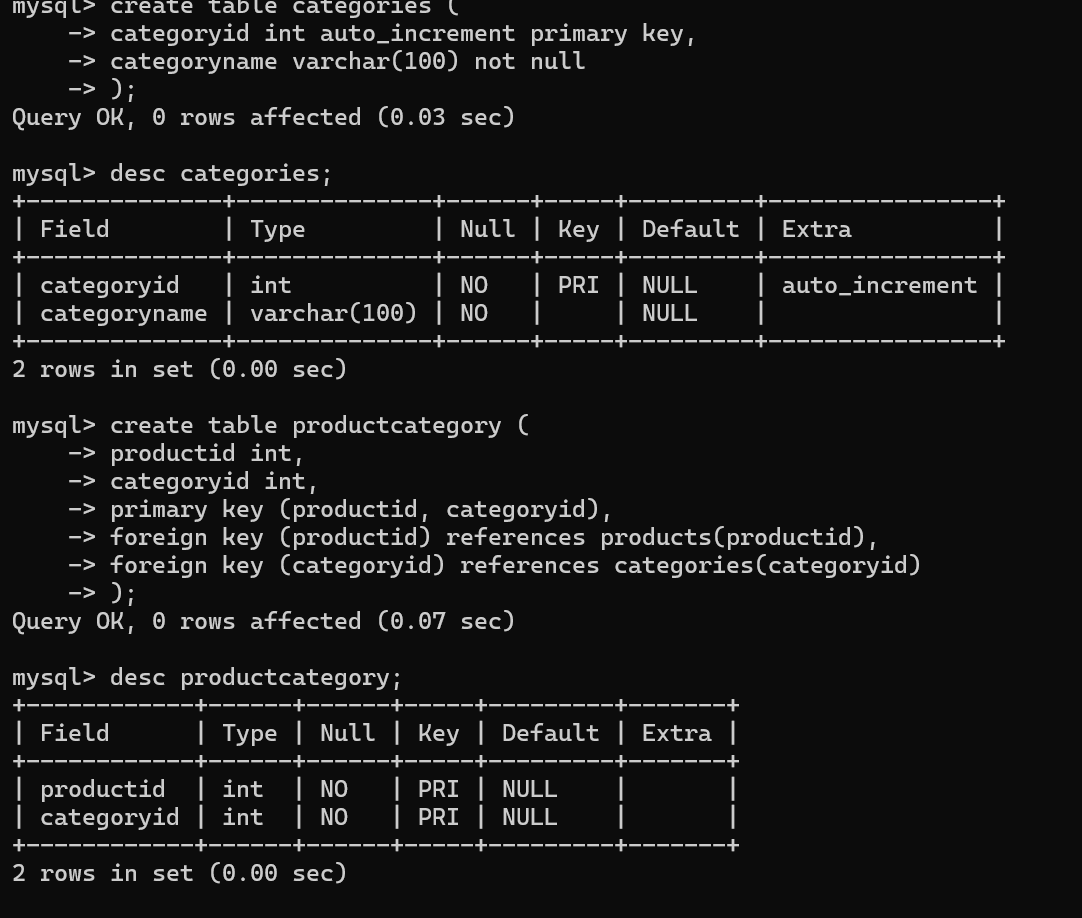 mysql> create table categories (
    -> categoryid int auto_increment primary key,
    -> categoryname varchar(100) not null
    -> );
Query OK, 0 rows affected (0.03 sec)

mysql> desc categories;
+--------------+--------------+------+-----+---------+----------------+
| Field        | Type         | Null | Key | Default | Extra          |
+--------------+--------------+------+-----+---------+----------------+
| categoryid   | int          | NO   | PRI | NULL    | auto_increment |
| categoryname | varchar(100) | NO   |     | NULL    |                |
+--------------+--------------+------+-----+---------+----------------+
2 rows in set (0.00 sec)

mysql> create table productcategory (
    -> productid int,
    -> categoryid int,
    -> primary key (productid, categoryid),
    -> foreign key (productid) references products(productid),
    -> foreign key (categoryid) references categories(categoryid)
    -> );
Query OK, 0 rows affected (0.07 sec)

mysql> desc productcategory;
+------------+------+------+-----+---------+-------+
| Field      | Type | Null | Key | Default | Extra |
+------------+------+------+-----+---------+-------+
| productid  | int  | NO   | PRI | NULL    |       |
| categoryid | int  | NO   | PRI | NULL    |       |
+------------+------+------+-----+---------+-------+
2 rows in set (0.00 sec)